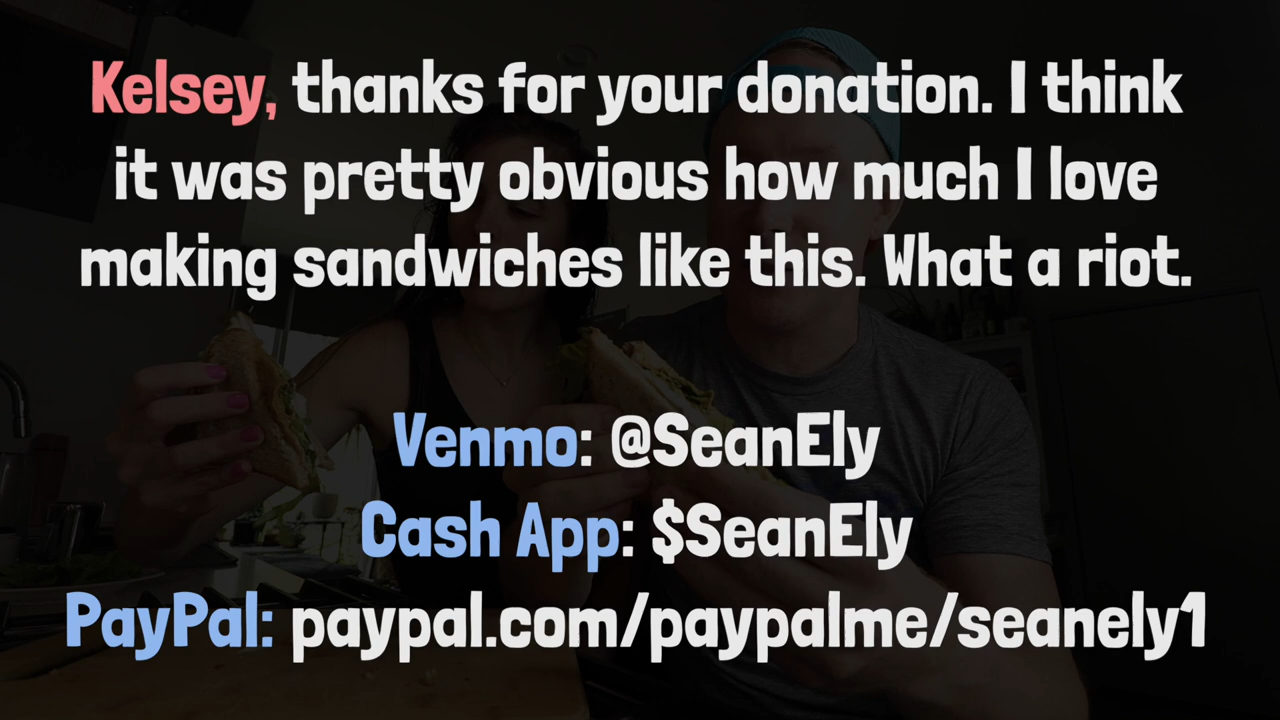 Kelsey, thanks for your donation. I think
it was pretty obvious how much I love
making sandwiches like this. What a riot.
Venmo: @SeanEly
Cash App: $SeanEly
PayPal: paypal.com/paypalme/seanely1